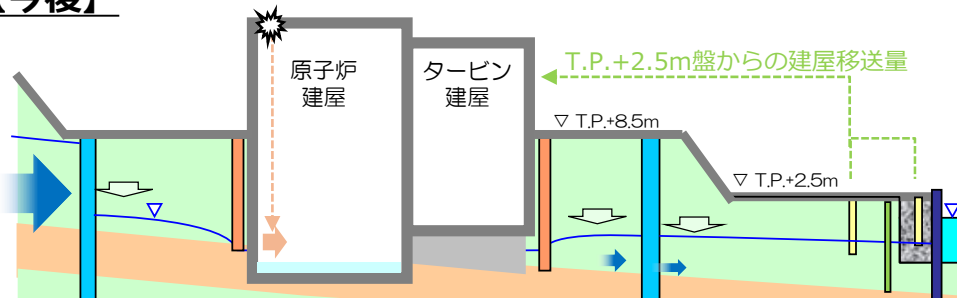 【今後】
原子炉
建屋
タービン
建屋
T.P.+2.5m盤からの建屋移送量
▽ T.P.+8.5m
▽ T.P.+2.5m